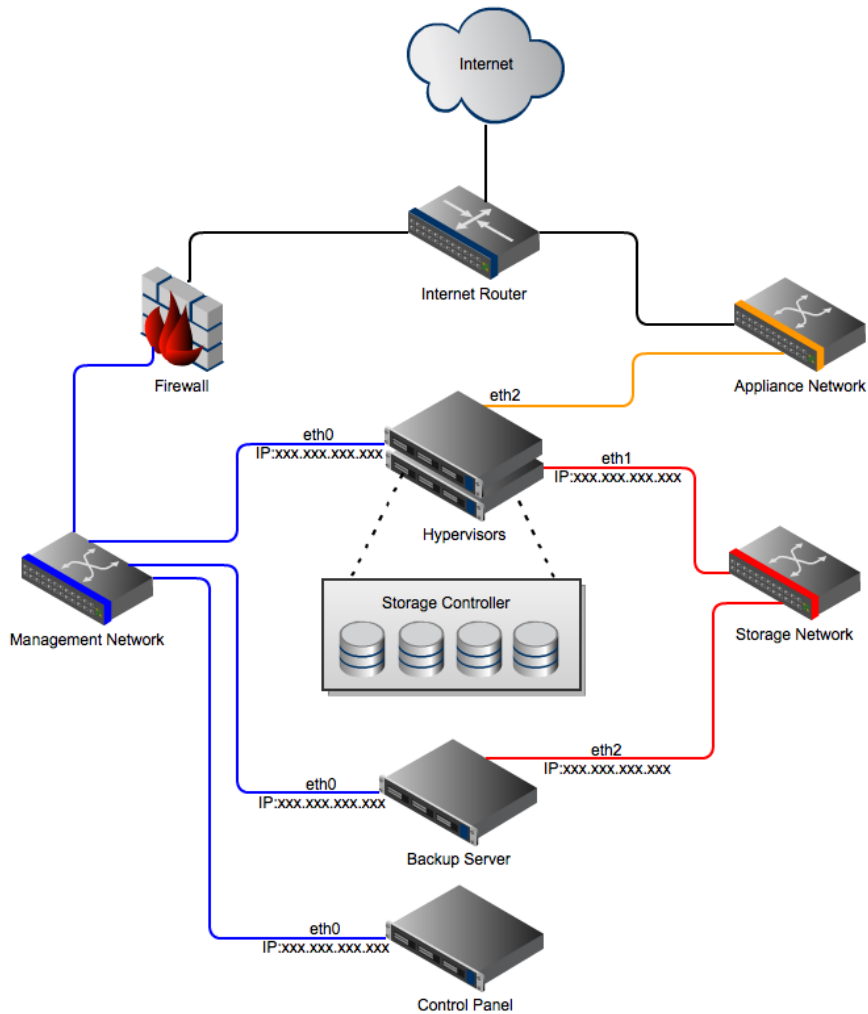 Internet
Internet Router
Firewall
Appliance Network
eth2
eth0
IP:xxx.xxx.xxx.xxx
eth1
IP:xxx.xxx.xxx.xxx
Hypervisors
Storage Controller
Management Network
Storage Network
eth2
IP:xxx.xxx.xxx.xxx
eth0
IP:xxx.xxx.xxx.xxx
Backup Server
eth0
IP:xxx.xxx.xxx.xxx
Control Panel